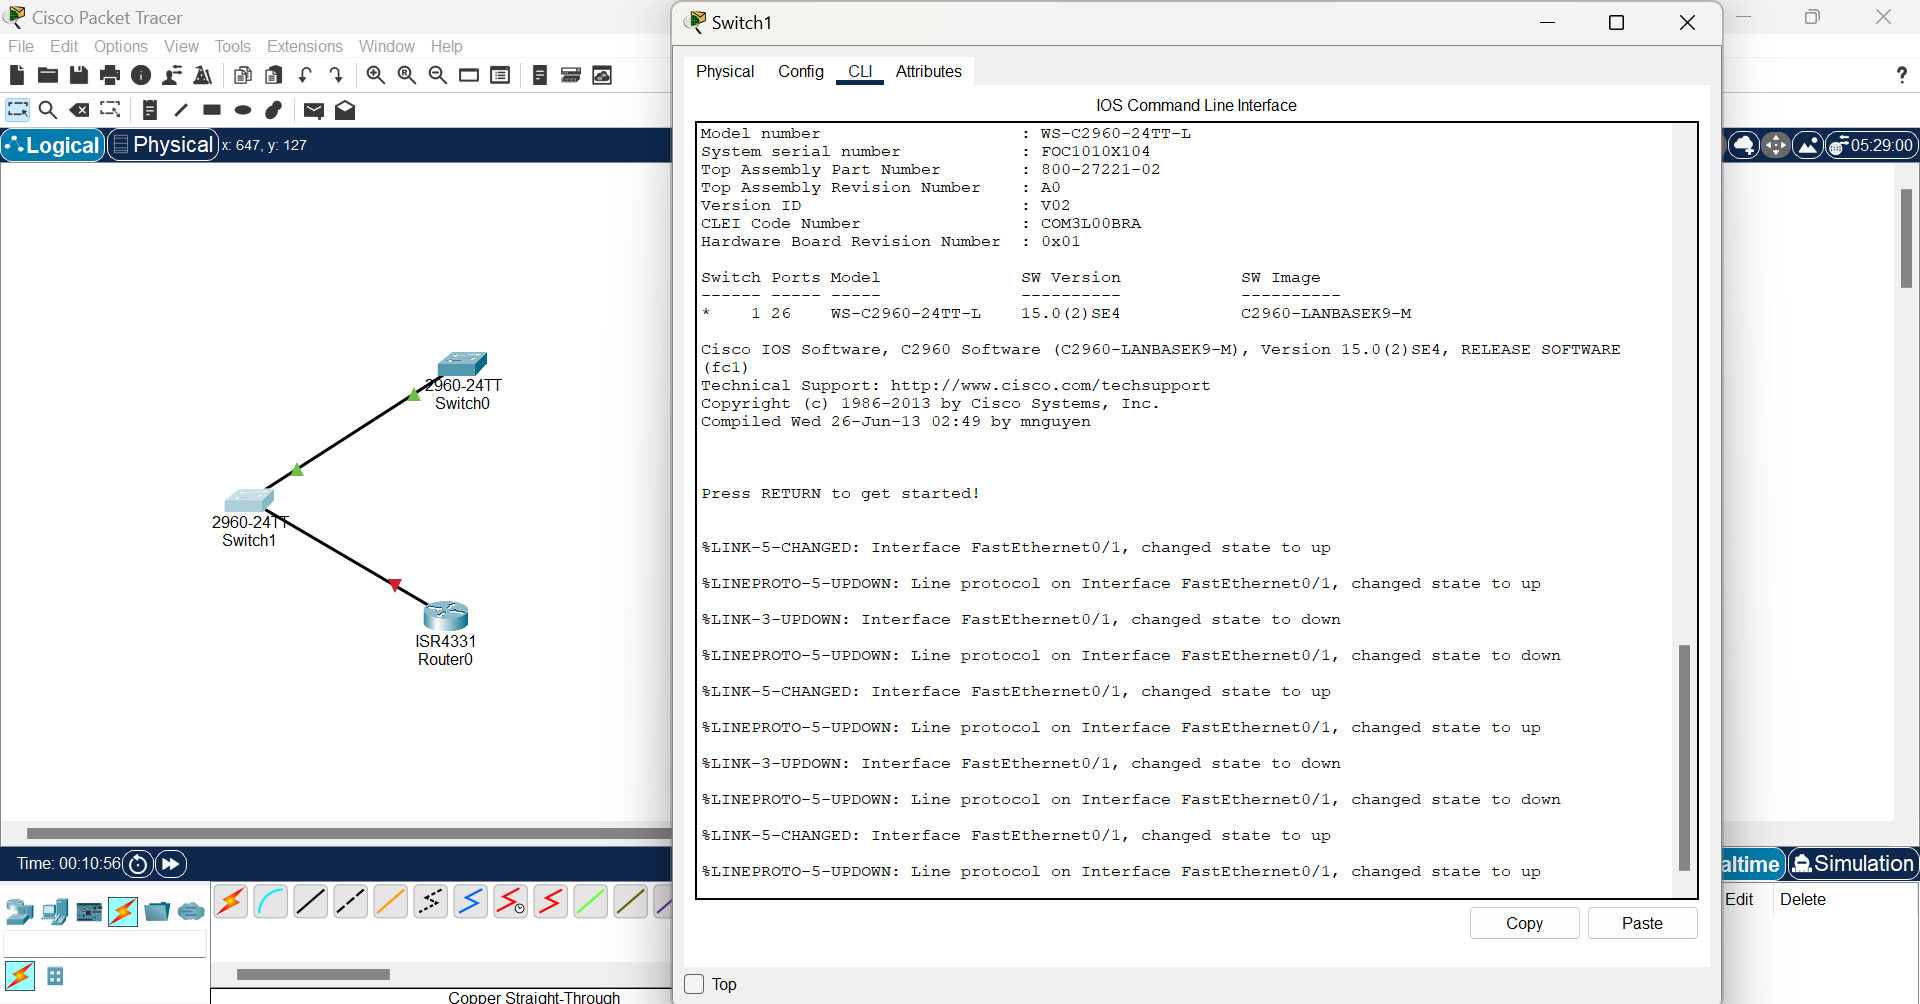 Cisco Packet Tracer
File Edit Options View Tools Extensions Window Help
Logical Physical x: 647, y: 127
05:29:00
2960-24TT
Switch0
2960-24TT
Switch1
ISR4331
Router0
Time: 00:10:56
altime Simulation
Edit Delete
Copper Straight-Through
Switch1
Physical Config CLI Attributes
IOS Command Line Interface
Model number : WS-C2960-24TT-L
System serial number : FOC1010X104
Top Assembly Part Number : 800-27221-02
Top Assembly Revision Number : A0
Version ID : V02
CLEI Code Number : COM3L00BRA
Hardware Board Revision Number : 0x01
Switch Ports Model SW Version SW Image
------ ----- ----- ---------- ----------
* 1 26 WS-C2960-24TT-L 15.0(2)SE4 C2960-LANBASEK9-M
Cisco IOS Software, C2960 Software (C2960-LANBASEK9-M), Version 15.0(2)SE4, RELEASE SOFTWARE
(fc1)
Technical Support: http://www.cisco.com/techsupport
Copyright (c) 1986-2013 by Cisco Systems, Inc.
Compiled Wed 26-Jun-13 02:49 by mnguyen
Press RETURN to get started!
%LINK-5-CHANGED: Interface FastEthernet0/1, changed state to up
%LINEPROTO-5-UPDOWN: Line protocol on Interface FastEthernet0/1, changed state to up
%LINK-3-UPDOWN: Interface FastEthernet0/1, changed state to down
%LINEPROTO-5-UPDOWN: Line protocol on Interface FastEthernet0/1, changed state to down
%LINK-5-CHANGED: Interface FastEthernet0/1, changed state to up
%LINEPROTO-5-UPDOWN: Line protocol on Interface FastEthernet0/1, changed state to up
%LINK-3-UPDOWN: Interface FastEthernet0/1, changed state to down
%LINEPROTO-5-UPDOWN: Line protocol on Interface FastEthernet0/1, changed state to down
%LINK-5-CHANGED: Interface FastEthernet0/1, changed state to up
%LINEPROTO-5-UPDOWN: Line protocol on Interface FastEthernet0/1, changed state to up
Copy Paste
Top